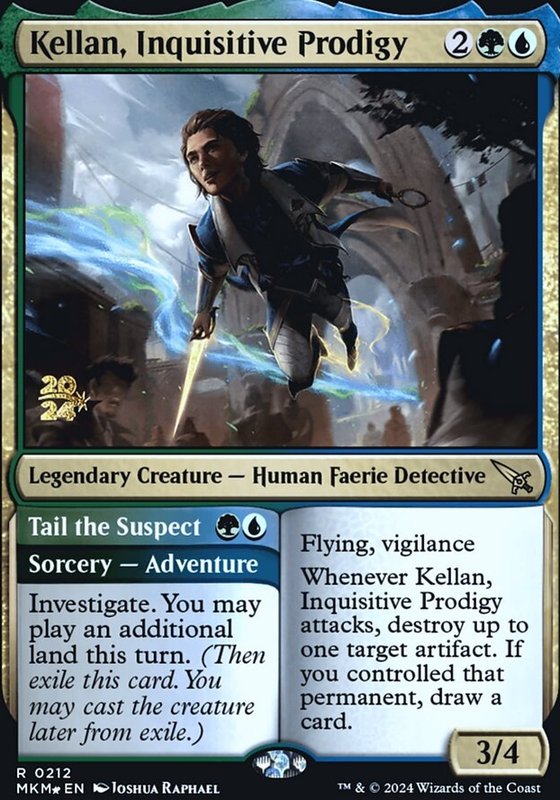 Kellan, Inquisitive Prodigy 2
20
24
Legendary Creature — Human Faerie Detective
Tail the Suspect
Sorcery — Adventure
Investigate. You may
play an additional
land this turn. (Then
exile this card. You
may cast the creature
later from exile.)
Flying, vigilance
Whenever Kellan,
Inquisitive Prodigy
attacks, destroy up to
one target artifact. If
you controlled that
permanent, draw a
card.
3/4
R 0212
MKM★EN Joshua Raphael
™ & © 2024 Wizards of the Coast